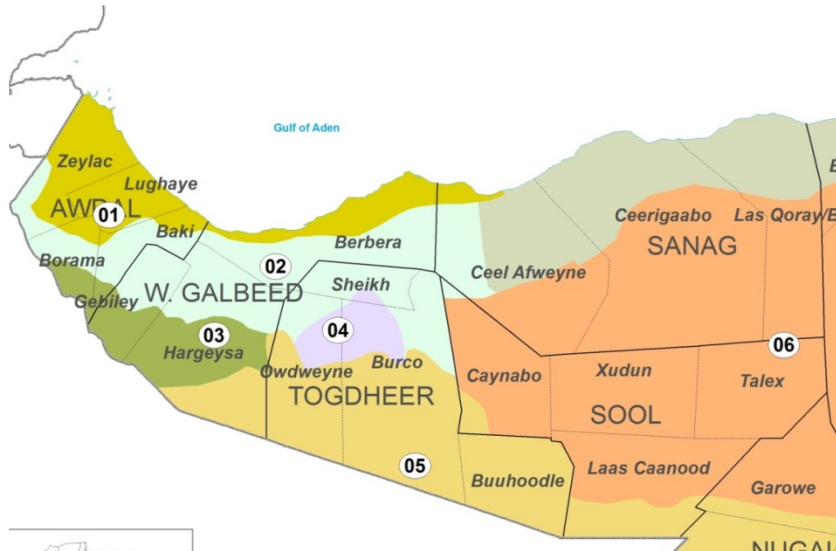 Gulf of Aden
Zeylac
Lughaye
AWDAL
01
Baki
Borama
Gebiley
W. GALBEED
02
Berbera
Sheikh
03
Hargeysa
04
Owdweyne
Burco
TOGDHEER
05
Ceel Afweyne
Ceerigaabo
Las Qoray/B
SANAG
06
Caynabo
Xudun
Talex
SOOL
Buuhoodle
Laas Caanood
Garowe
NUGAL